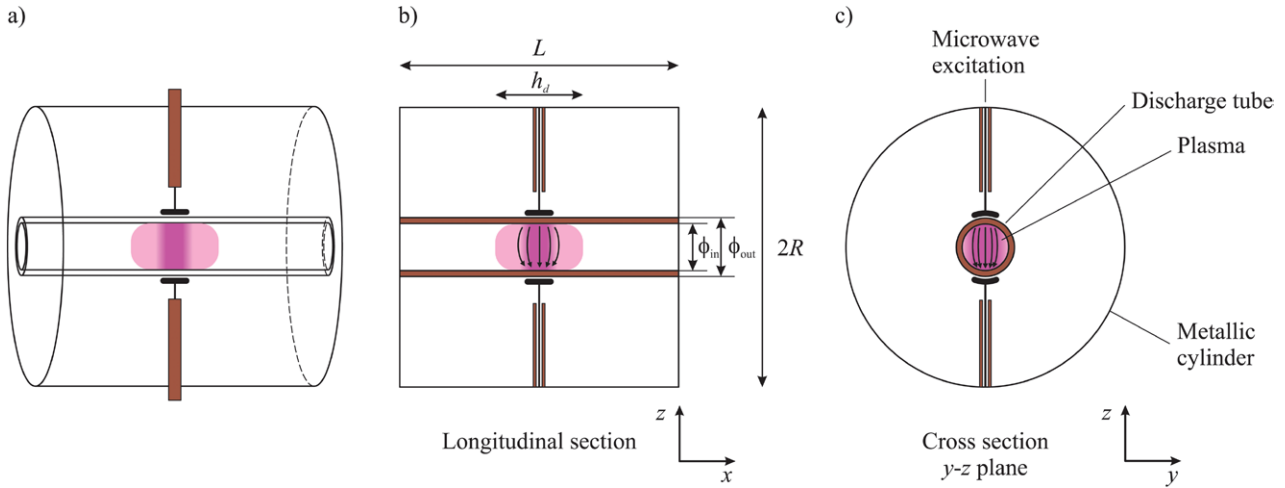 a)
b)
L
h_d
ϕ_in
ϕ_out
2R
z
x
Longitudinal section
c)
Microwave
excitation
Discharge tube
Plasma
Metallic
cylinder
z
y
Cross section
y-z plane